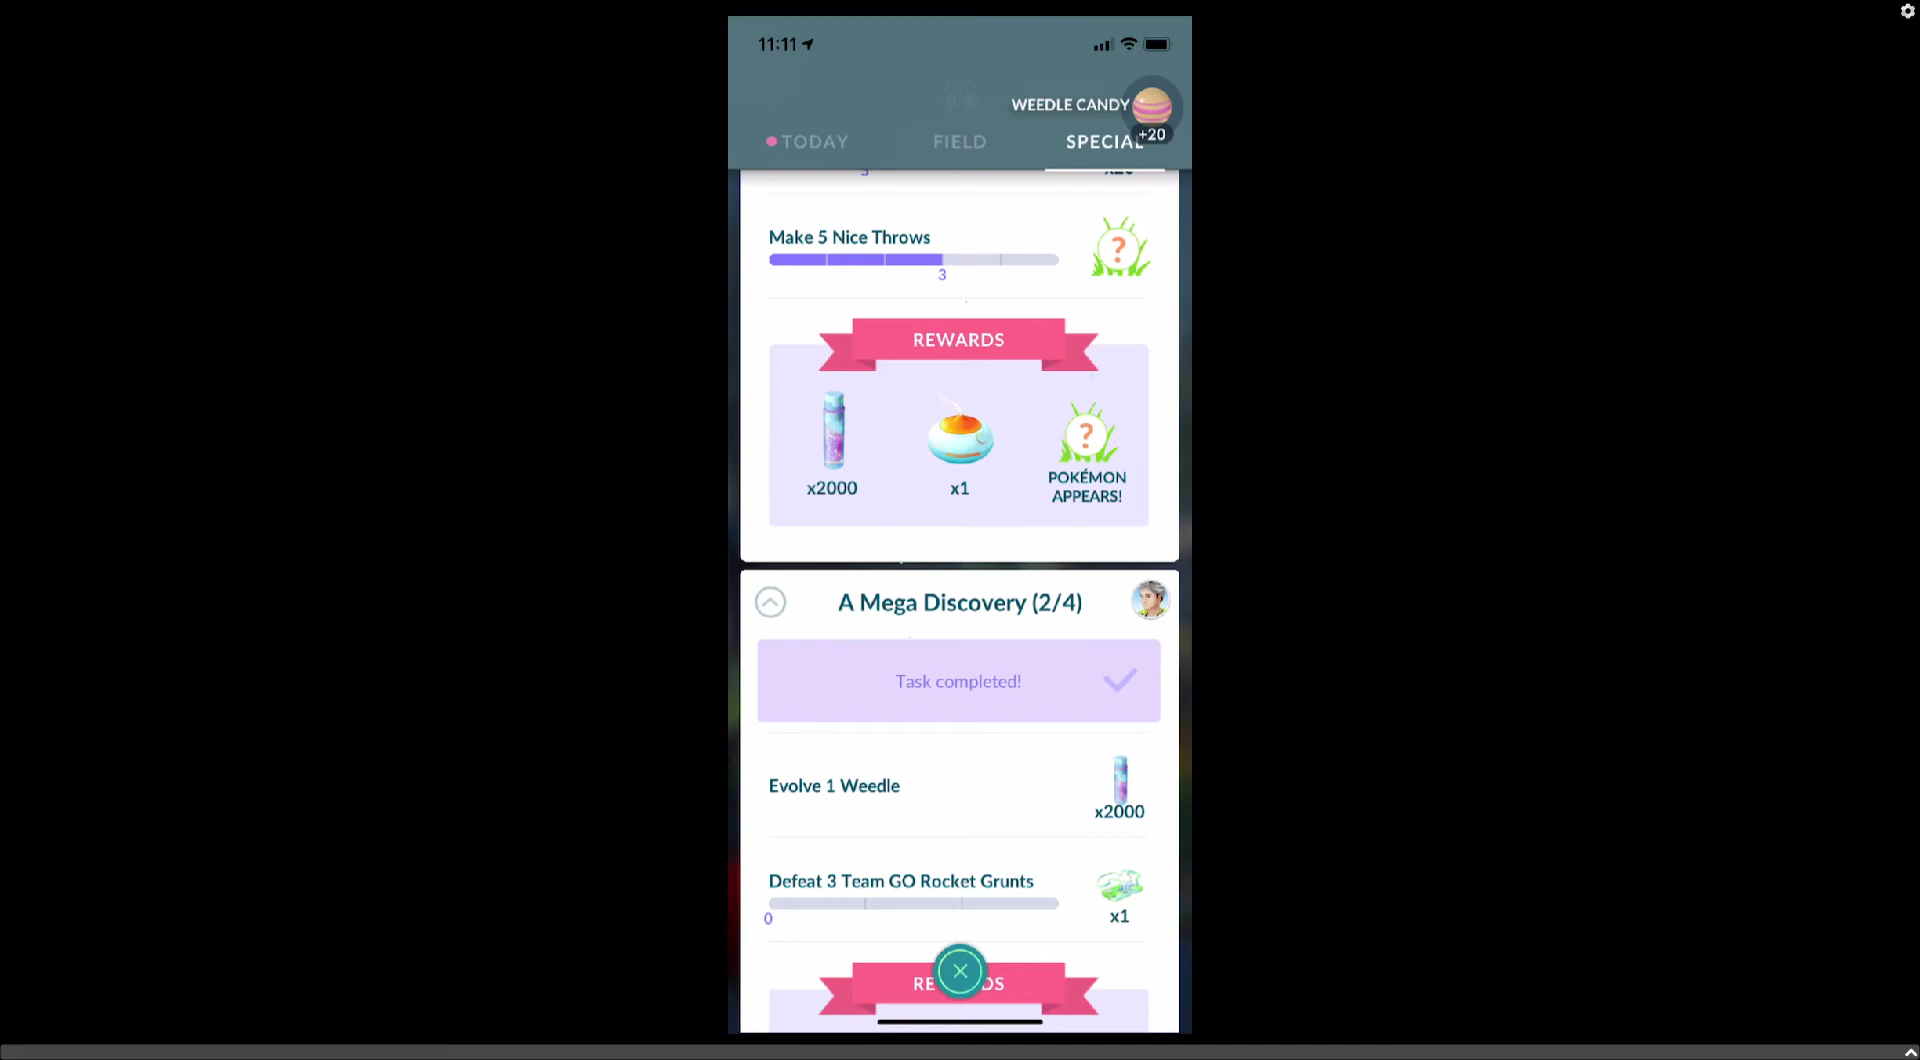 11:11
WEEDLE CANDY
+20
TODAY
FIELD
SPECIAL
Make 5 Nice Throws
?
3
REWARDS
?
x2000
x1
POKÉMON
APPEARS!
A Mega Discovery (2/4)
Task completed!
Evolve 1 Weedle
x2000
Defeat 3 Team GO Rocket Grunts
0
x1